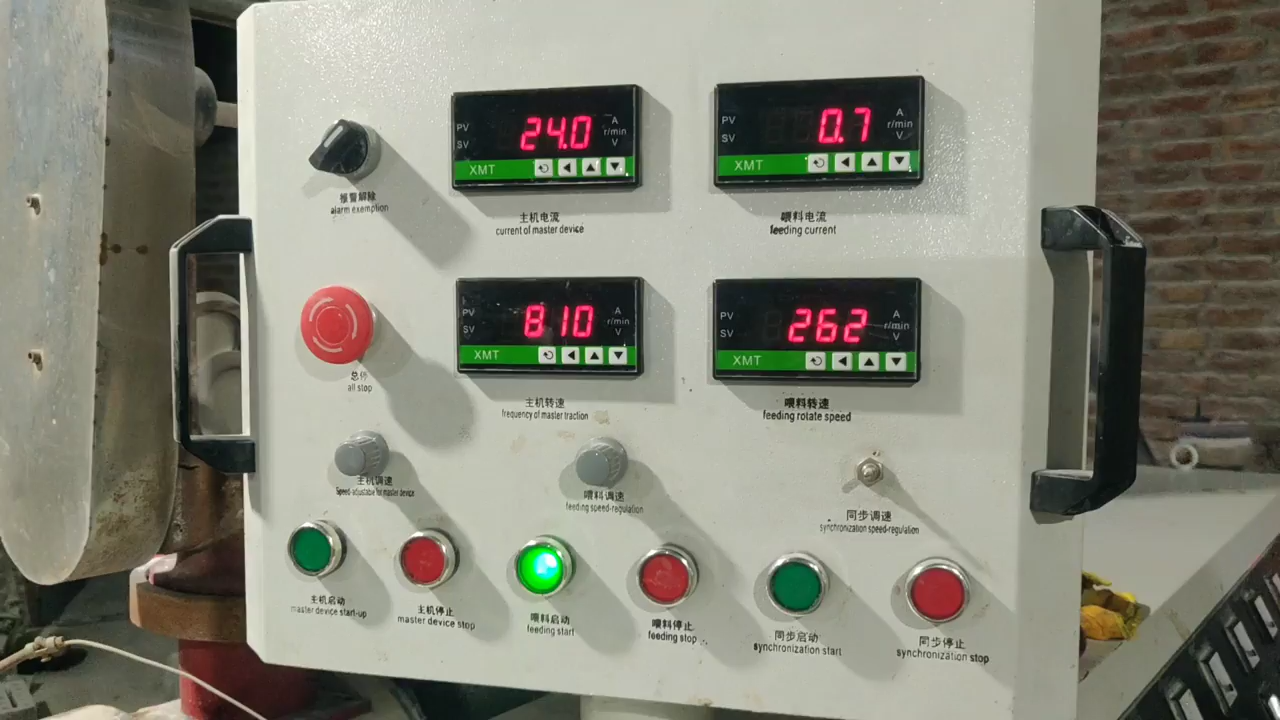 PV
SV
24.0
A
r/min
V
XMT
PV
SV
0.7
A
r/min
V
XMT
报警解除
alarm exemption
主机电流
current of master device
喂料电流
feeding current
PV
SV
810
A
r/min
V
XMT
PV
SV
262
A
r/min
V
XMT
总停
all stop
主机转速
frequency of master traction
喂料转速
feeding rotate speed
主机调速
Speed-adjustable for master device
喂料调速
feeding speed-regulation
同步调速
synchronization speed-regulation
主机启动
master device start-up
主机停止
master device stop
喂料启动
feeding start
喂料停止
feeding stop
同步启动
synchronization start
同步停止
synchronization stop